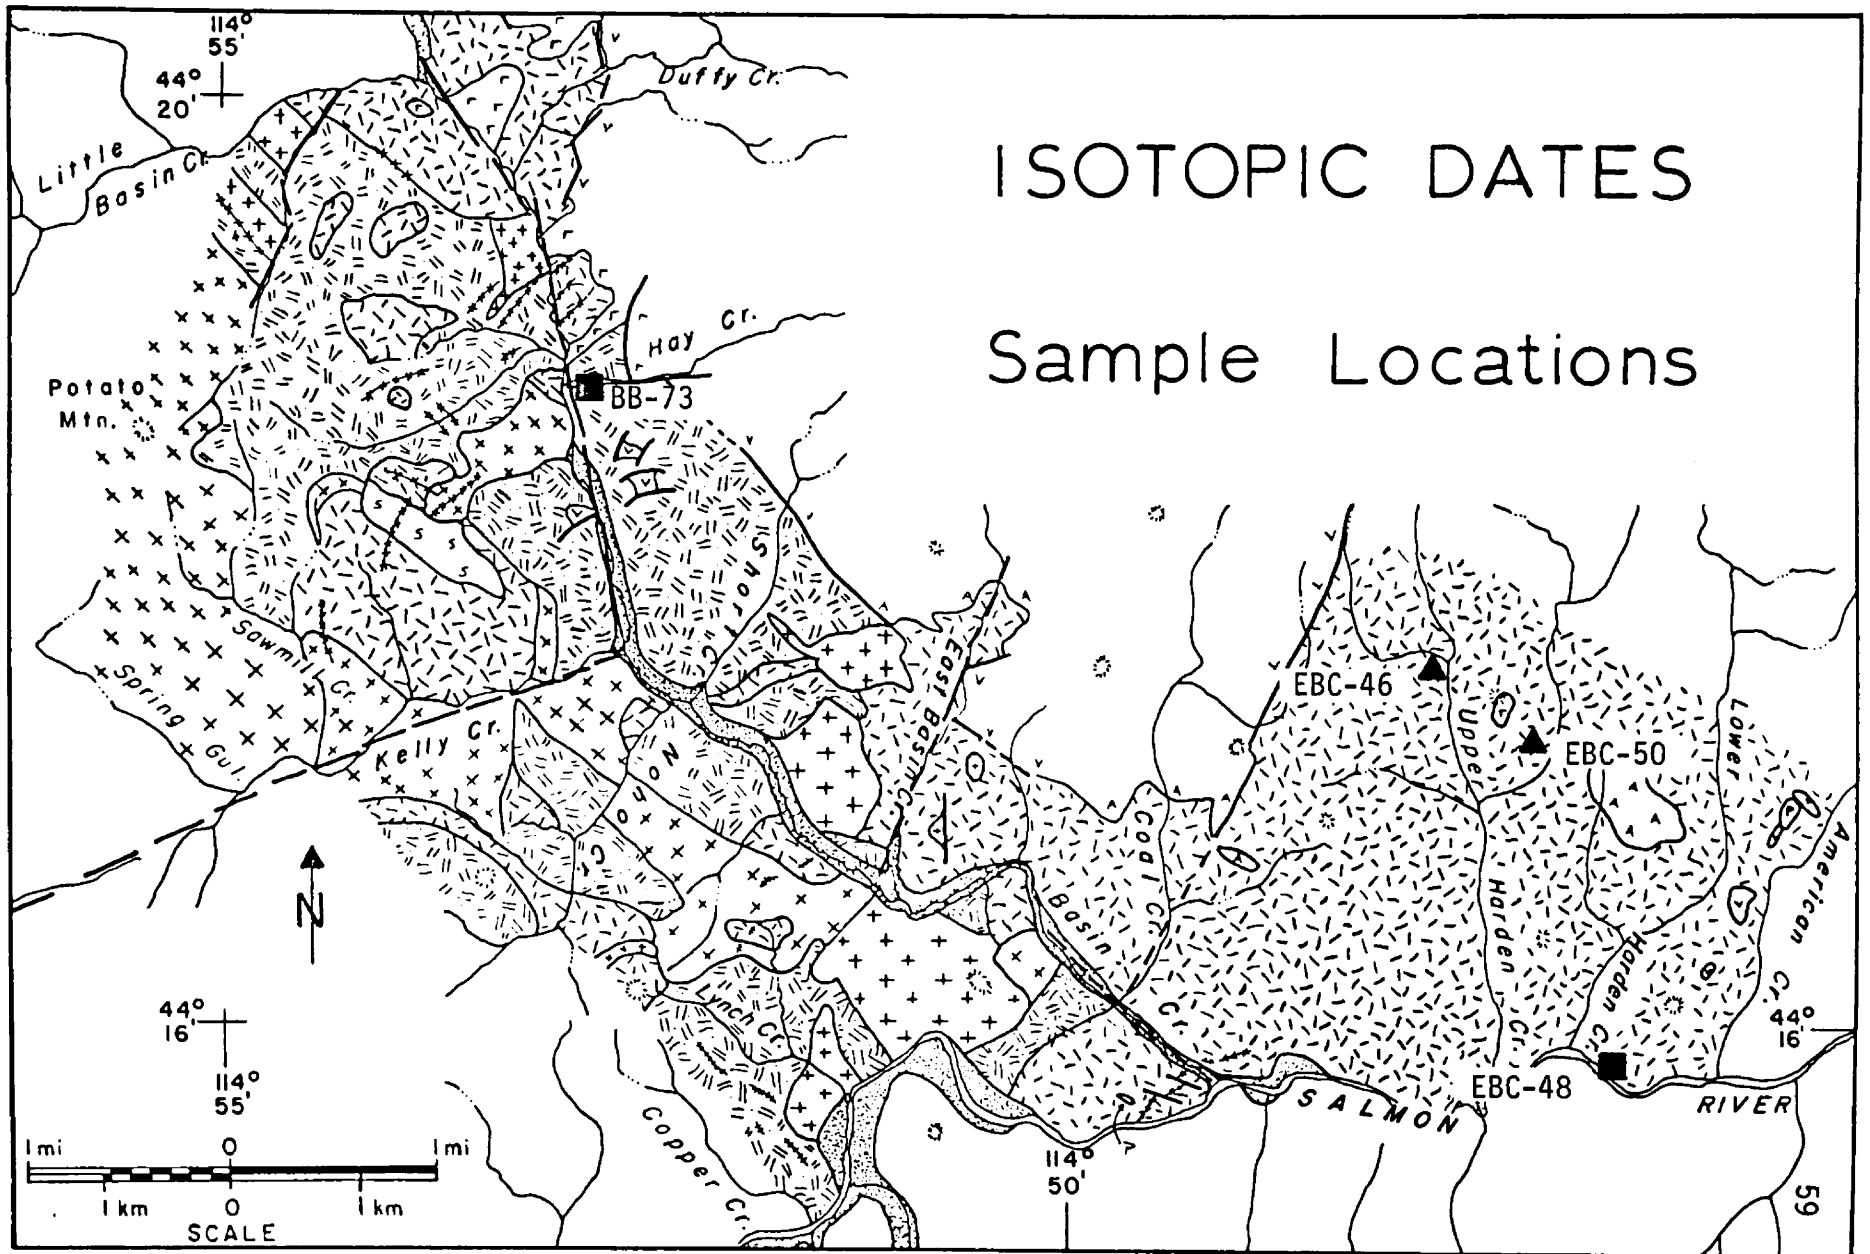 114°
55'
44°
20'
Duffy Cr.
Little
Basin Cr.
ISOTOPIC DATES
Sample Locations
Hay Cr.
Potato
Mtn.
BB-73
Short Cr.
Sawmill Cr.
Spring Gul.
Kelly Cr.
Coon
East Basin Cr.
EBC-46
EBC-50
Upper
Harden Cr.
Lower
Harden Cr.
American Cr.
Coal Cr.
Basin Cr.
N
Lynch Cr.
44°
16'
114°
55'
44°
16'
EBC-48
SALMON
RIVER
Copper Cr.
114°
50'
1 mi 0 1 mi
1 km 0 1 km
SCALE
59